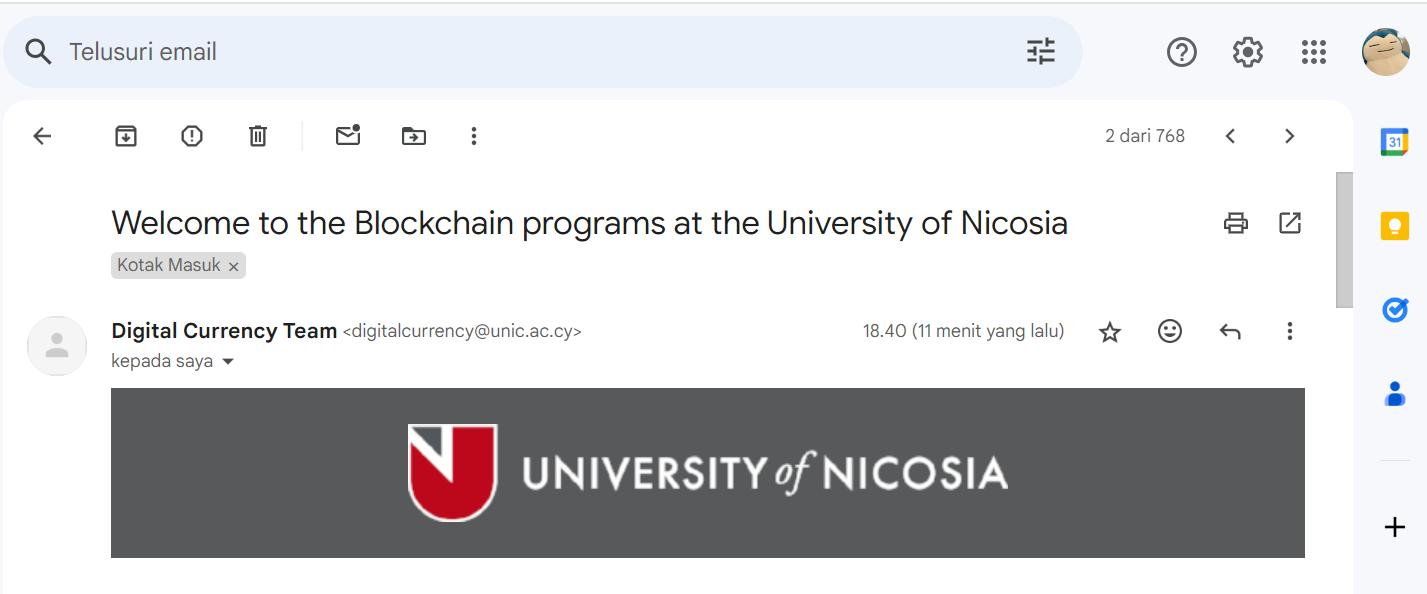 Telusuri email
2 dari 768
31
Welcome to the Blockchain programs at the University of Nicosia
Kotak Masuk ×
Digital Currency Team <digitalcurrency@unic.ac.cy>
18.40 (11 menit yang lalu)
kepada saya
UNIVERSITY of NICOSIA